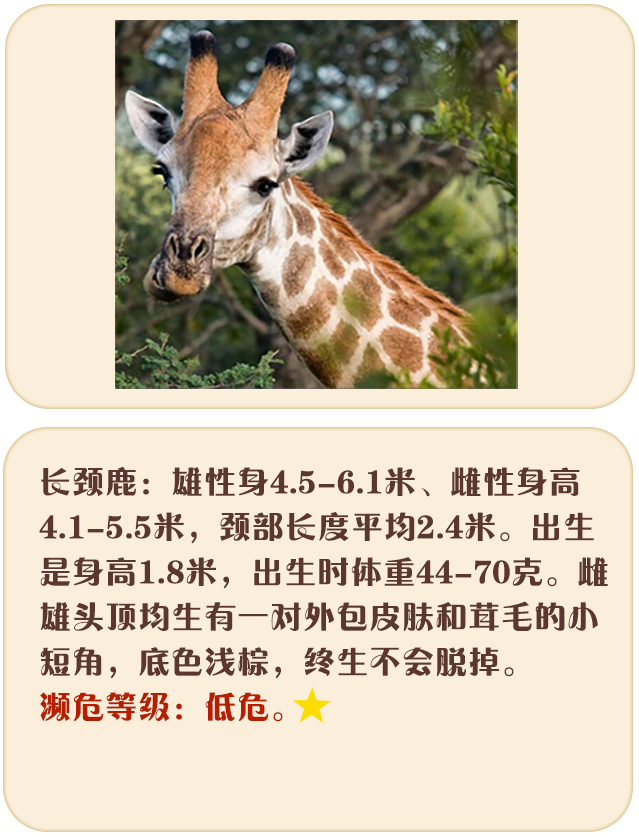 长颈鹿：雄性身4.5-6.1米、雌性身高
4.1-5.5米，颈部长度平均2.4米。出生
是身高1.8米，出生时体重44-70克。雌
雄头顶均生有一对外包皮肤和茸毛的小
短角，底色浅棕，终生不会脱掉。
濒危等级：低危。